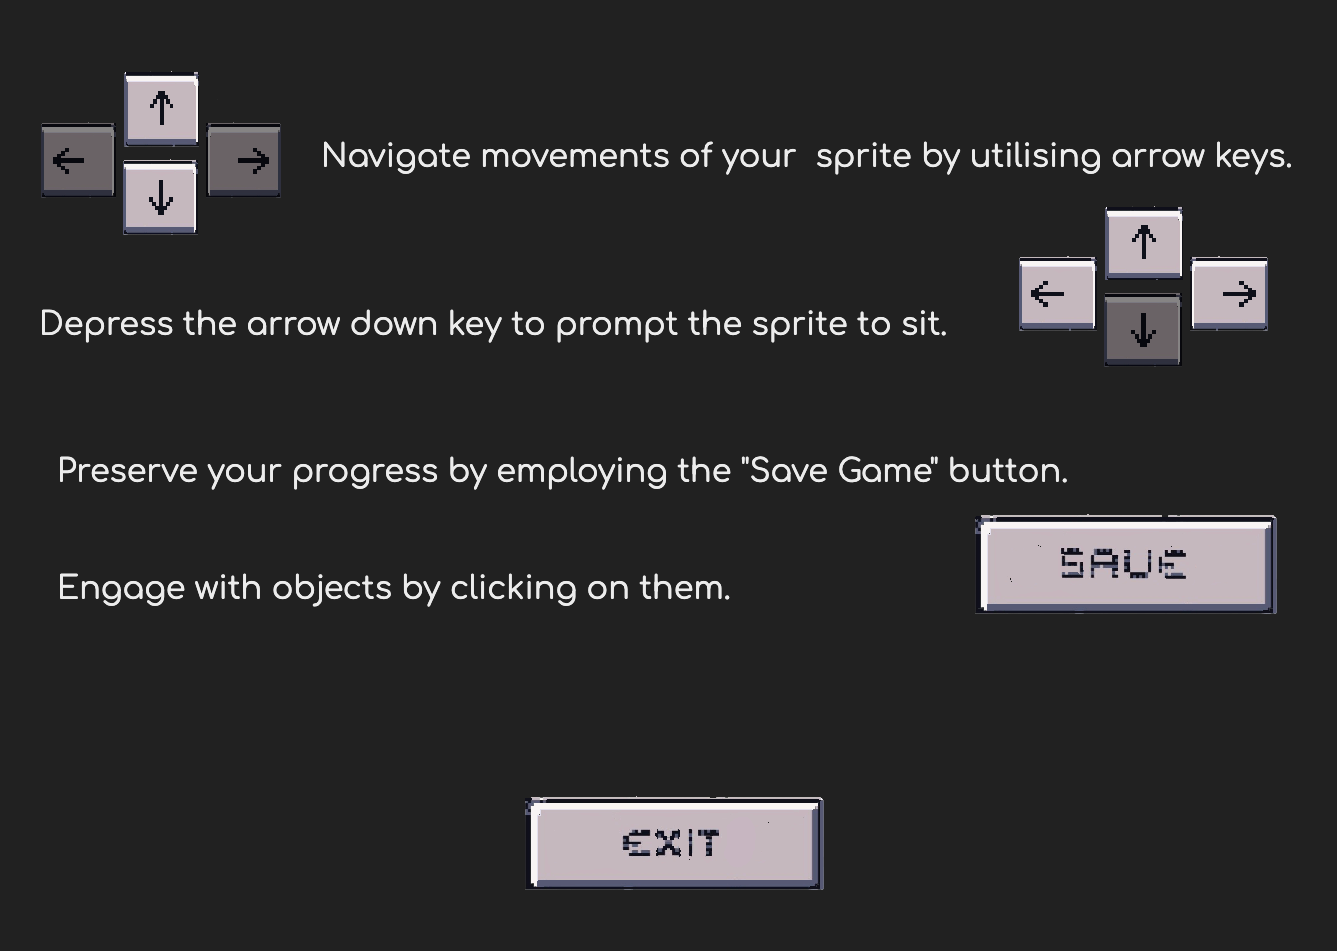 Navigate movements of your  sprite by utilising arrow keys.
Depress the arrow down key to prompt the sprite to sit.
Preserve your progress by employing the "Save Game" button.
SAVE
Engage with objects by clicking on them.
EXIT